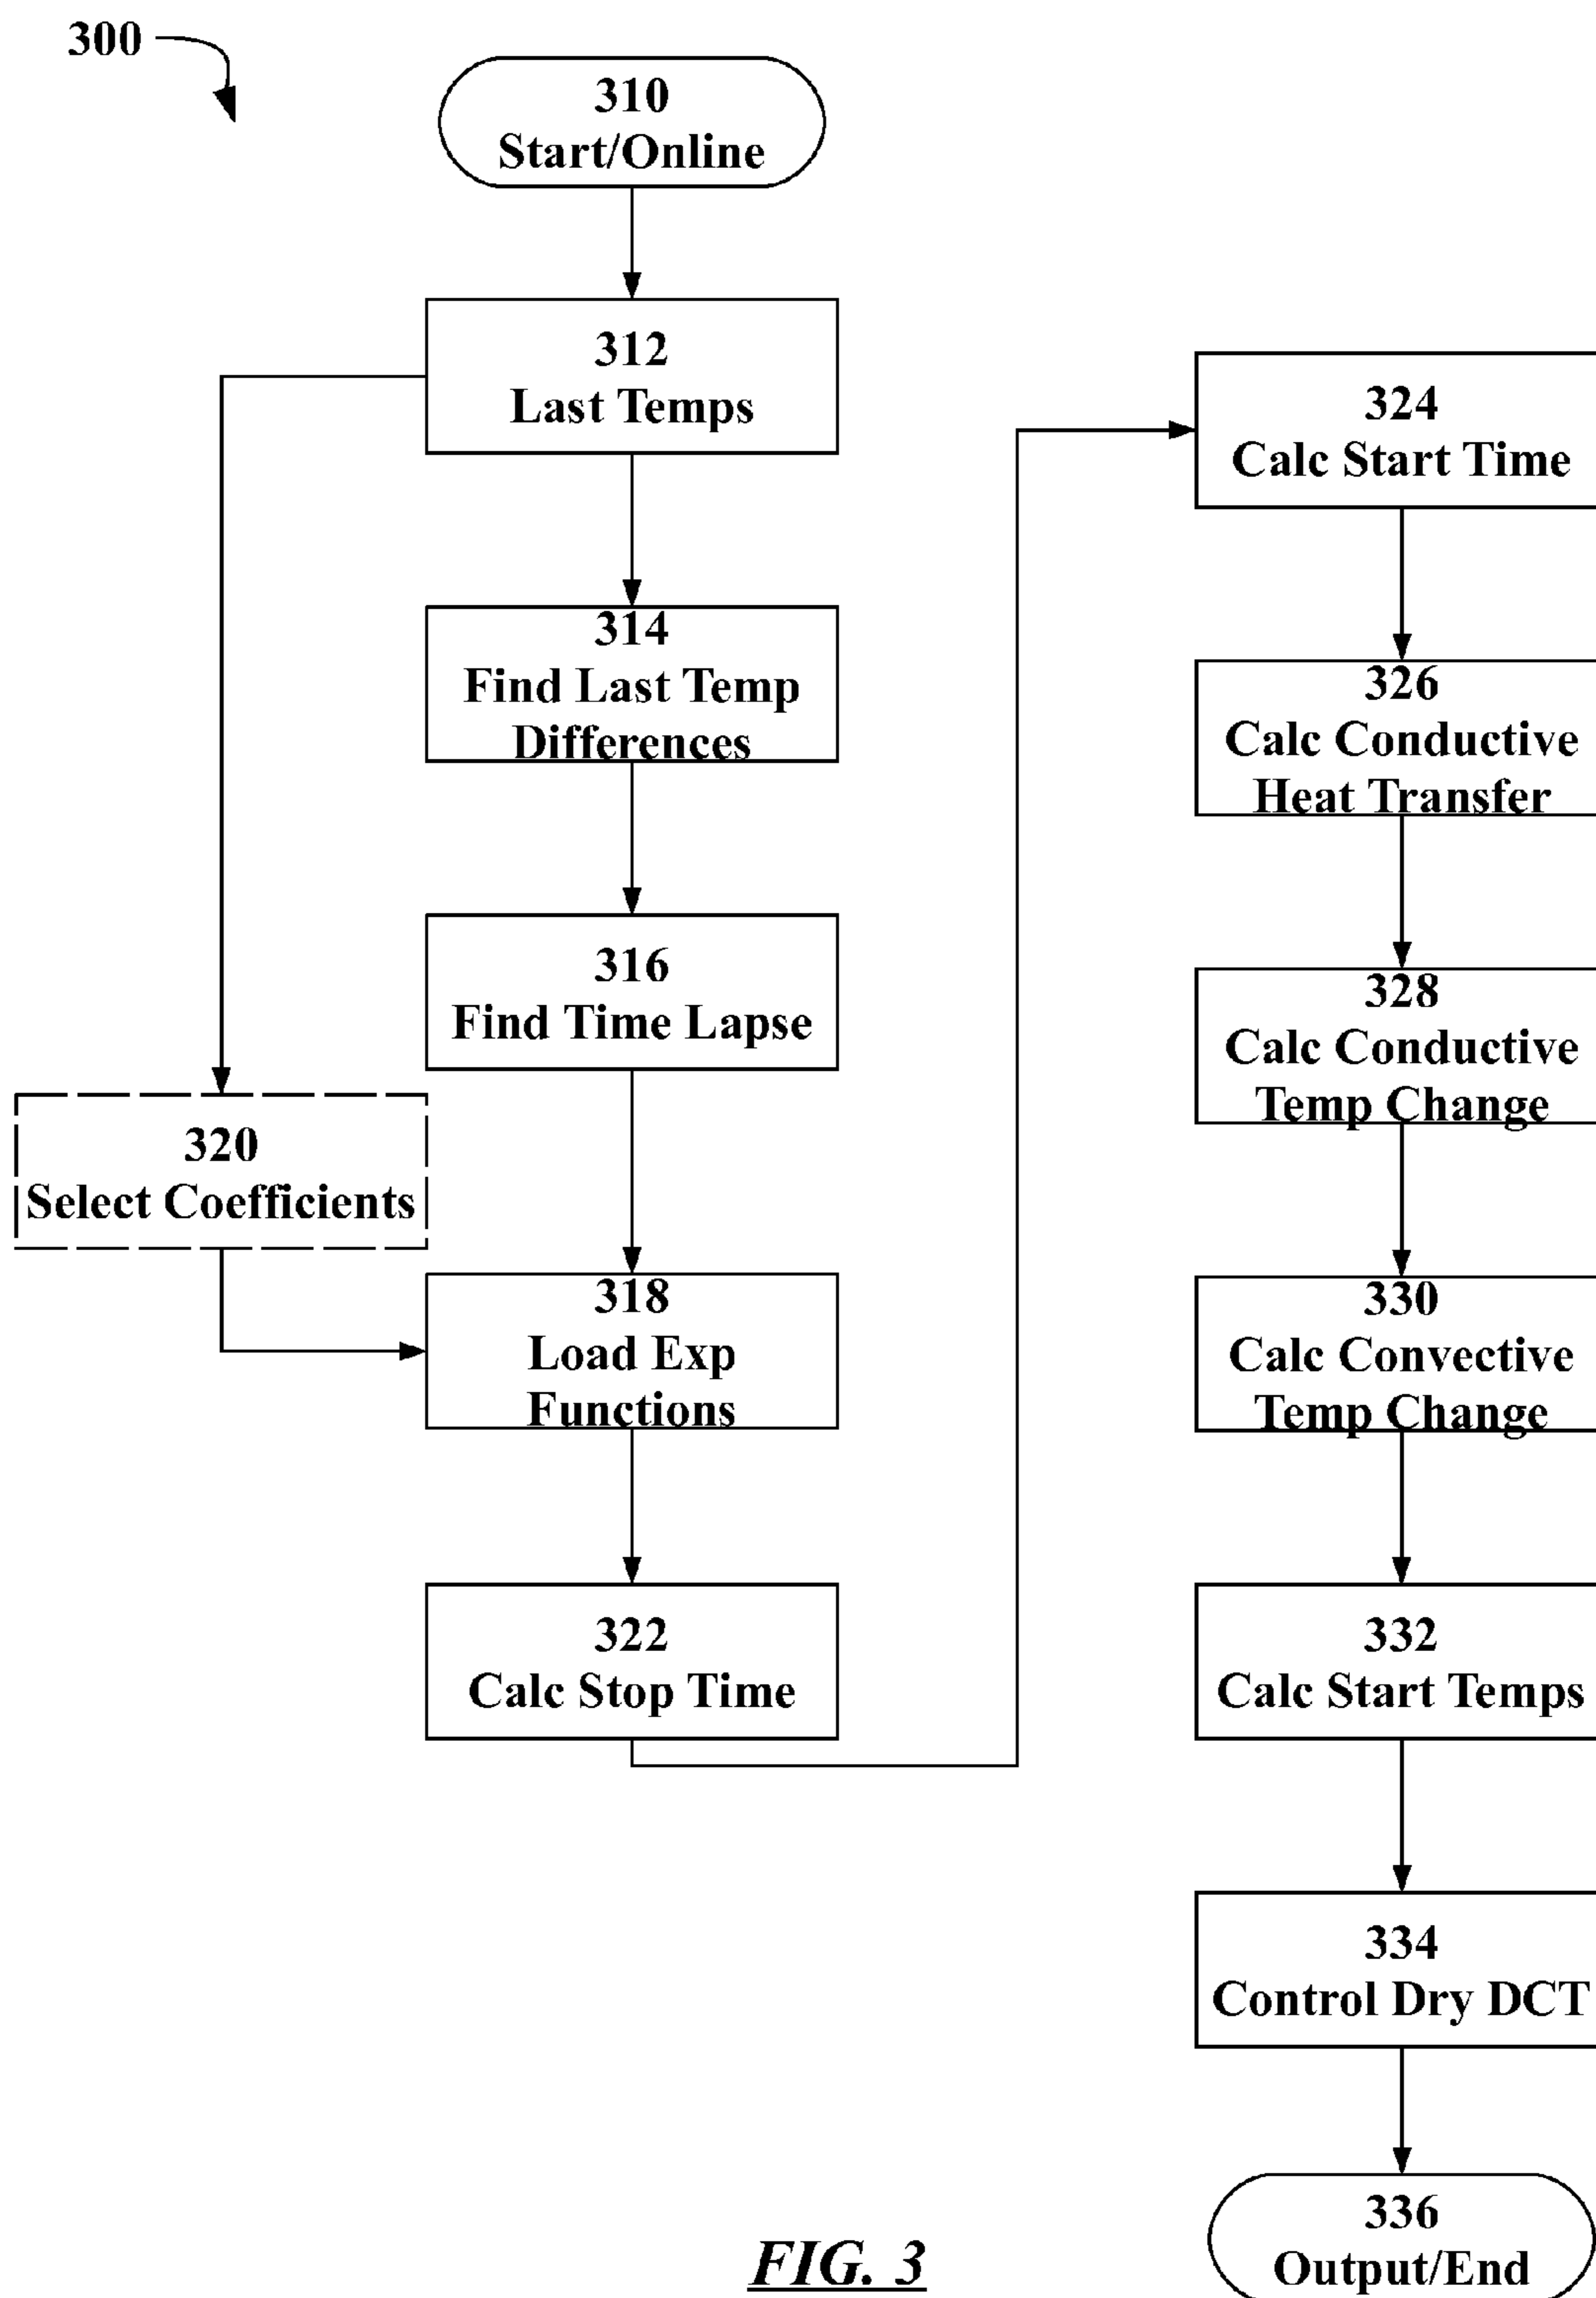 300
310
Start/Online
312
Last Temps
314
Find Last Temp
Differences
316
Find Time Lapse
320
Select Coefficients
318
Load Exp
Functions
322
Calc Stop Time
324
Calc Start Time
326
Calc Conductive
Heat Transfer
328
Calc Conductive
Temp Change
330
Calc Convective
Temp Change
332
Calc Start Temps
334
Control Dry DCT
336
Output/End
FIG. 3